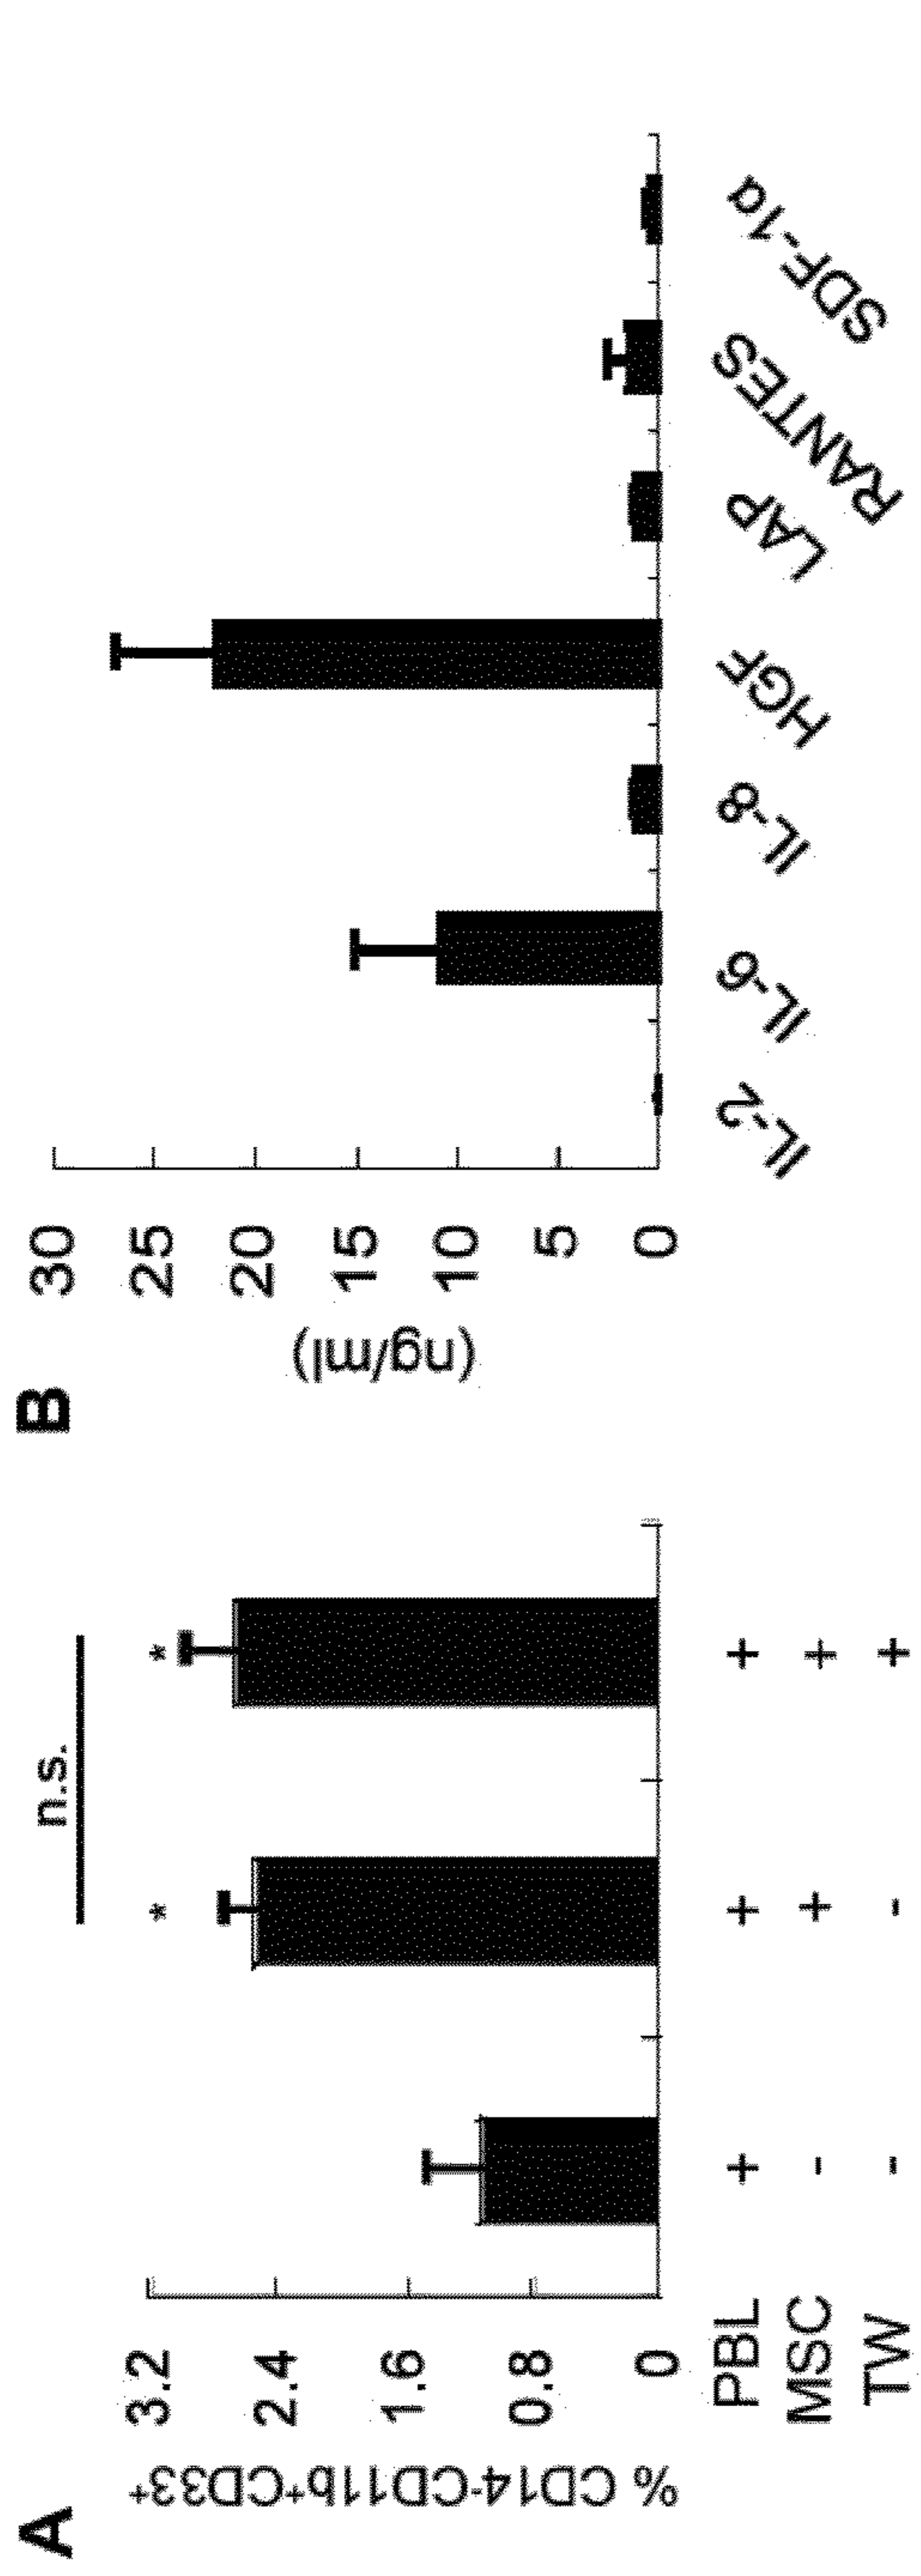 A
n.s.
* *
3.2
2.4
1.6
0.8
0
% CD14-CD11b+CD33+
PBL + + +
MSC - + +
TW - - +
B
30
25
20
15
10
5
0
(ng/ml)
IL-2 IL-6 IL-8 HGF LAP RANTES SDF-1α